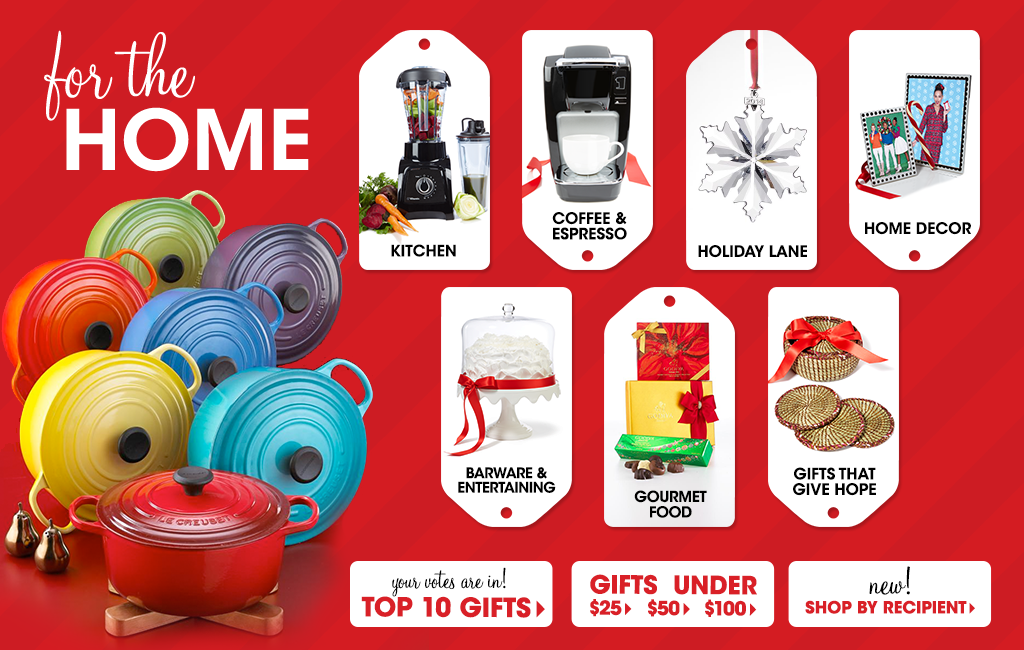 for the
HOME
KITCHEN
COFFEE &
ESPRESSO
HOLIDAY LANE
HOME DECOR
BARWARE &
ENTERTAINING
GOURMET
FOOD
GIFTS THAT
GIVE HOPE
LE CREUSET
your votes are in!
TOP 10 GIFTS
GIFTS UNDER
$25 $50 $100
new!
SHOP BY RECIPIENT